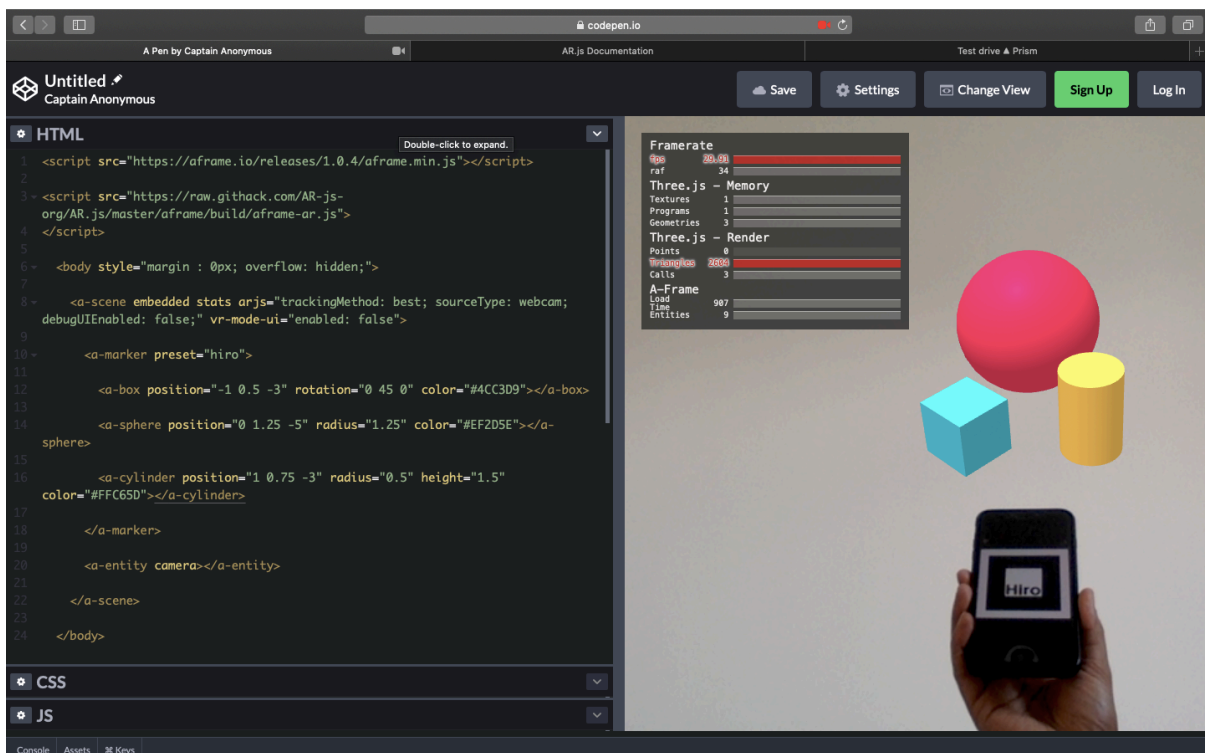 codepen.io
A Pen by Captain Anonymous
AR.js Documentation
Test drive ▲ Prism
Untitled
Captain Anonymous
Save
Settings
Change View
Sign Up
Log In
HTML
Double-click to expand.
1 <script src="https://aframe.io/releases/1.0.4/aframe.min.js"></script>
2
3 <script src="https://raw.githack.com/AR-js-
org/AR.js/master/aframe/build/aframe-ar.js">
4 </script>
5
6 <body style="margin : 0px; overflow: hidden;">
7
8 <a-scene embedded stats arjs="trackingMethod: best; sourceType: webcam;
debugUIEnabled: false;" vr-mode-ui="enabled: false">
9
10 <a-marker preset="hiro">
11
12 <a-box position="-1 0.5 -3" rotation="0 45 0" color="#4CC3D9"></a-box>
13
14 <a-sphere position="0 1.25 -5" radius="1.25" color="#EF2D5E"></a-
sphere>
15
16 <a-cylinder position="1 0.75 -3" radius="0.5" height="1.5"
color="#FFC65D"></a-cylinder>
17
18 </a-marker>
19
20 <a-entity camera></a-entity>
21
22 </a-scene>
23
24 </body>
CSS
JS
Console
Assets
⌘ Keys
Framerate
fps 29.91
raf 34
Three.js - Memory
Textures 1
Programs 1
Geometries 3
Three.js - Render
Points 0
Triangles 2604
Calls 3
A-Frame
Load
Time 907
Entities 9
Hiro